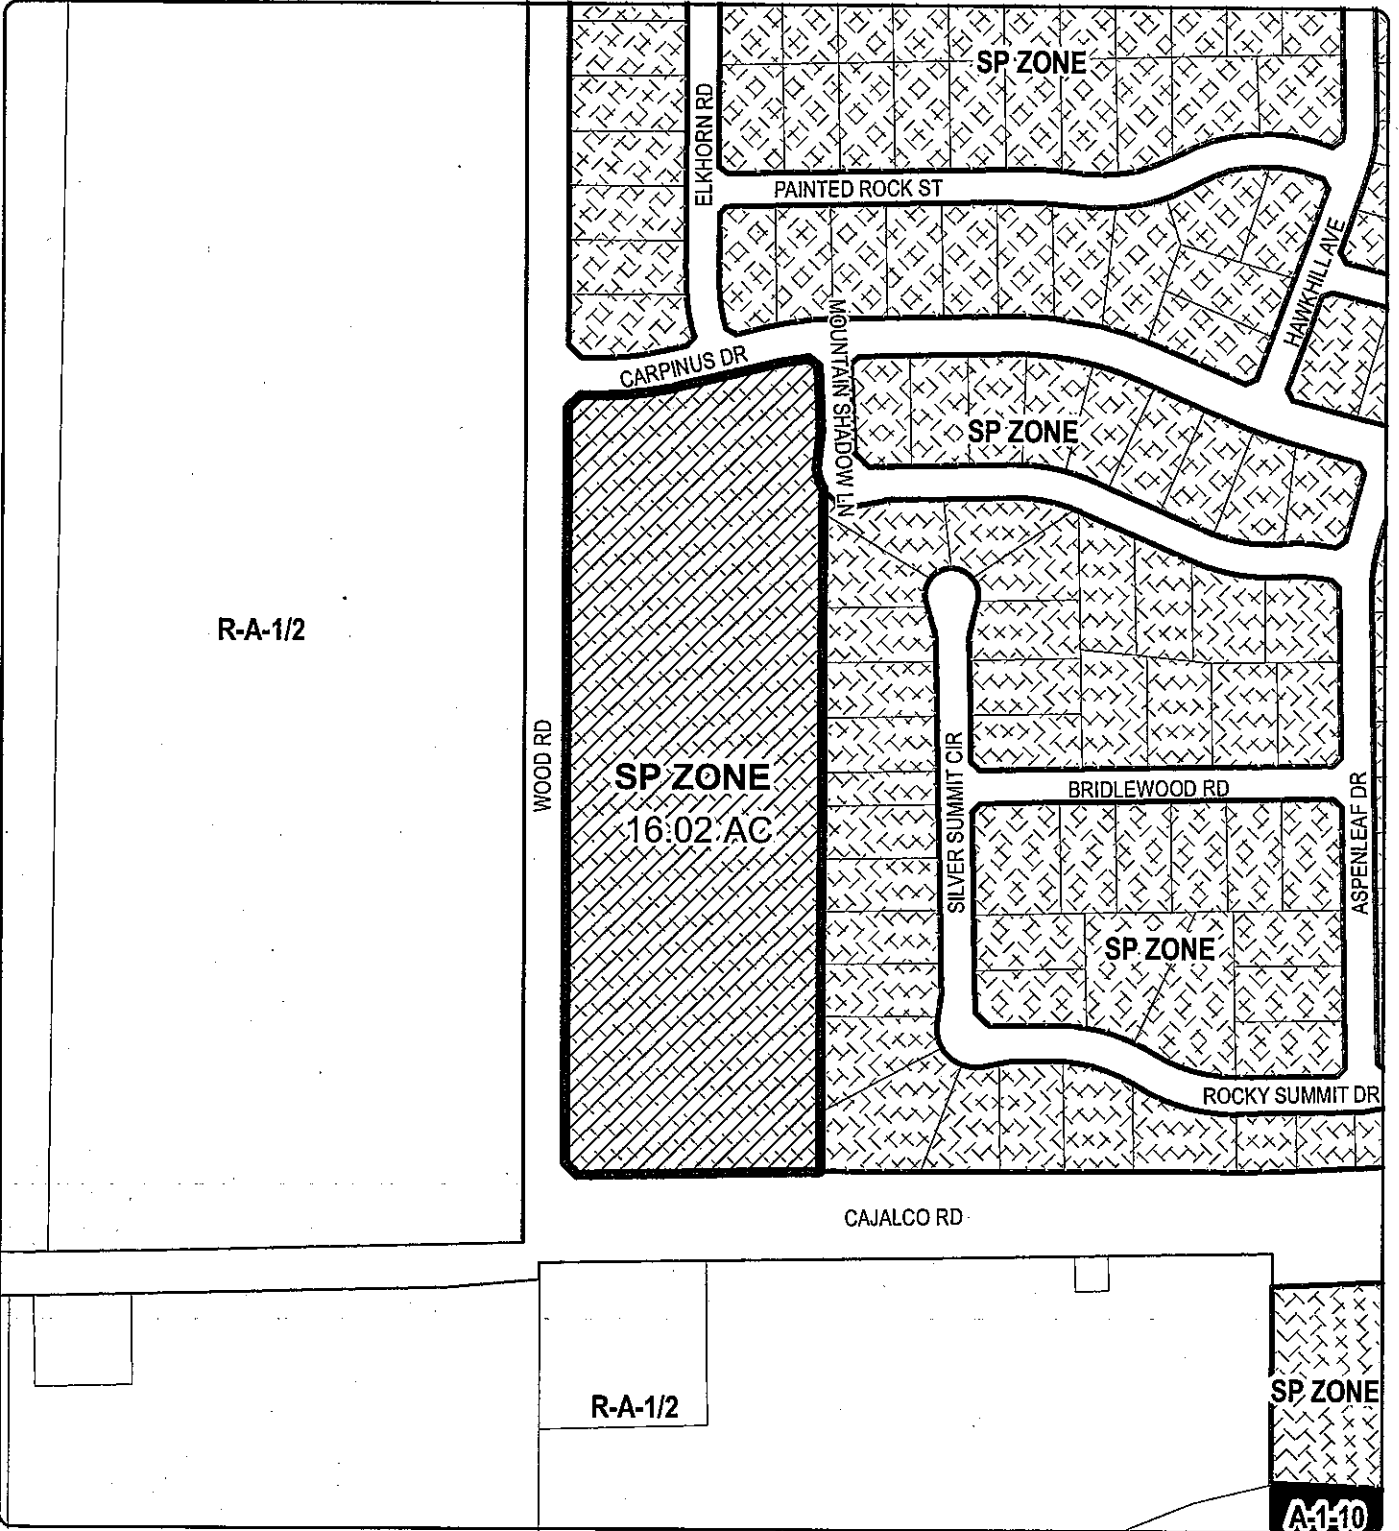 SP ZONE
ELKHORN RD
PAINTED ROCK ST
HAWKHILL AVE
CARPINUS DR
MOUNTAIN SHADOW LN
SP ZONE
R-A-1/2
WOOD RD
SP ZONE
16.02 AC
SILVER SUMMIT CIR
BRIDLEWOOD RD
ASPENLEAF DR
SP ZONE
ROCKY SUMMIT DR
CAJALCO RD
R-A-1/2
SP ZONE
A-1-10